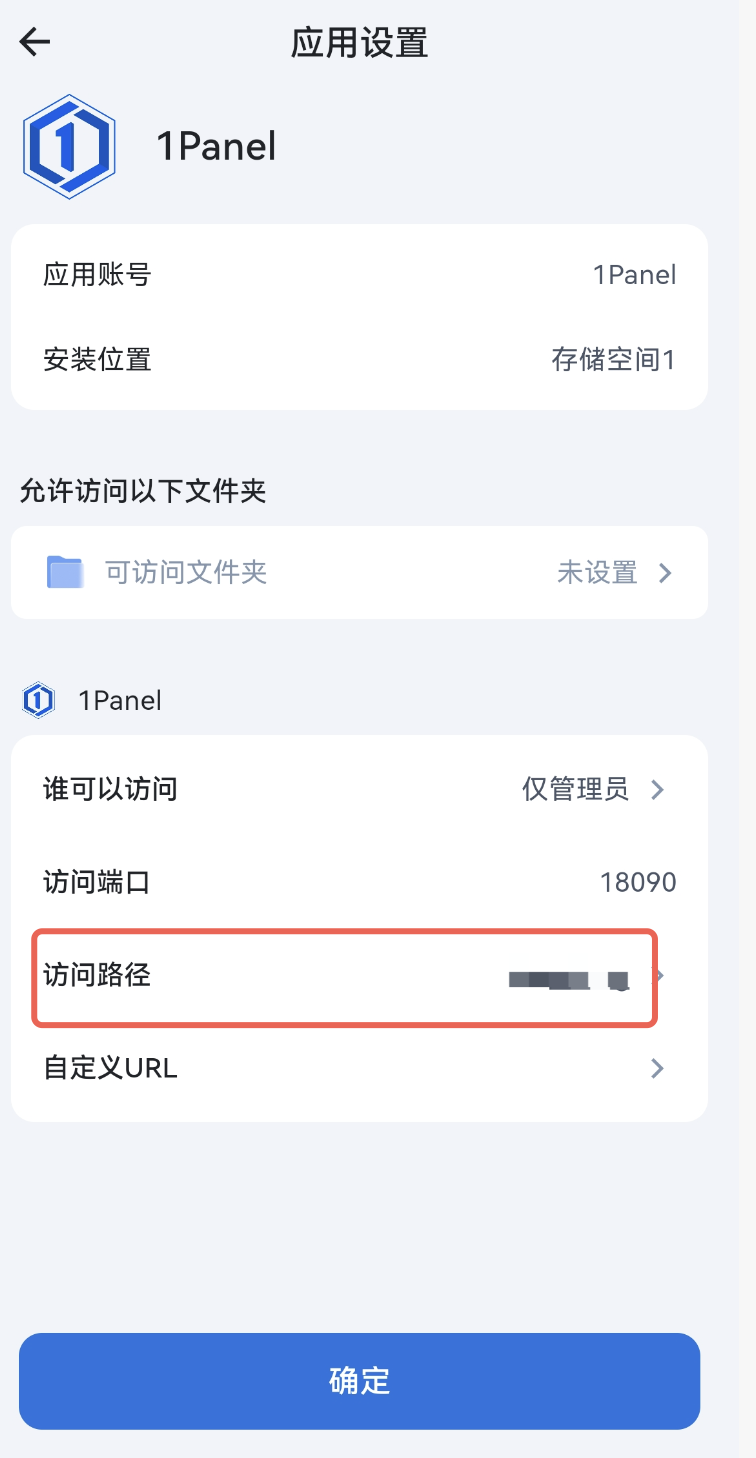 应用设置
1Panel
应用账号 1Panel
安装位置 存储空间1
允许访问以下文件夹
可访问文件夹 未设置
1Panel
谁可以访问 仅管理员
访问端口 18090
访问路径
自定义URL
确定